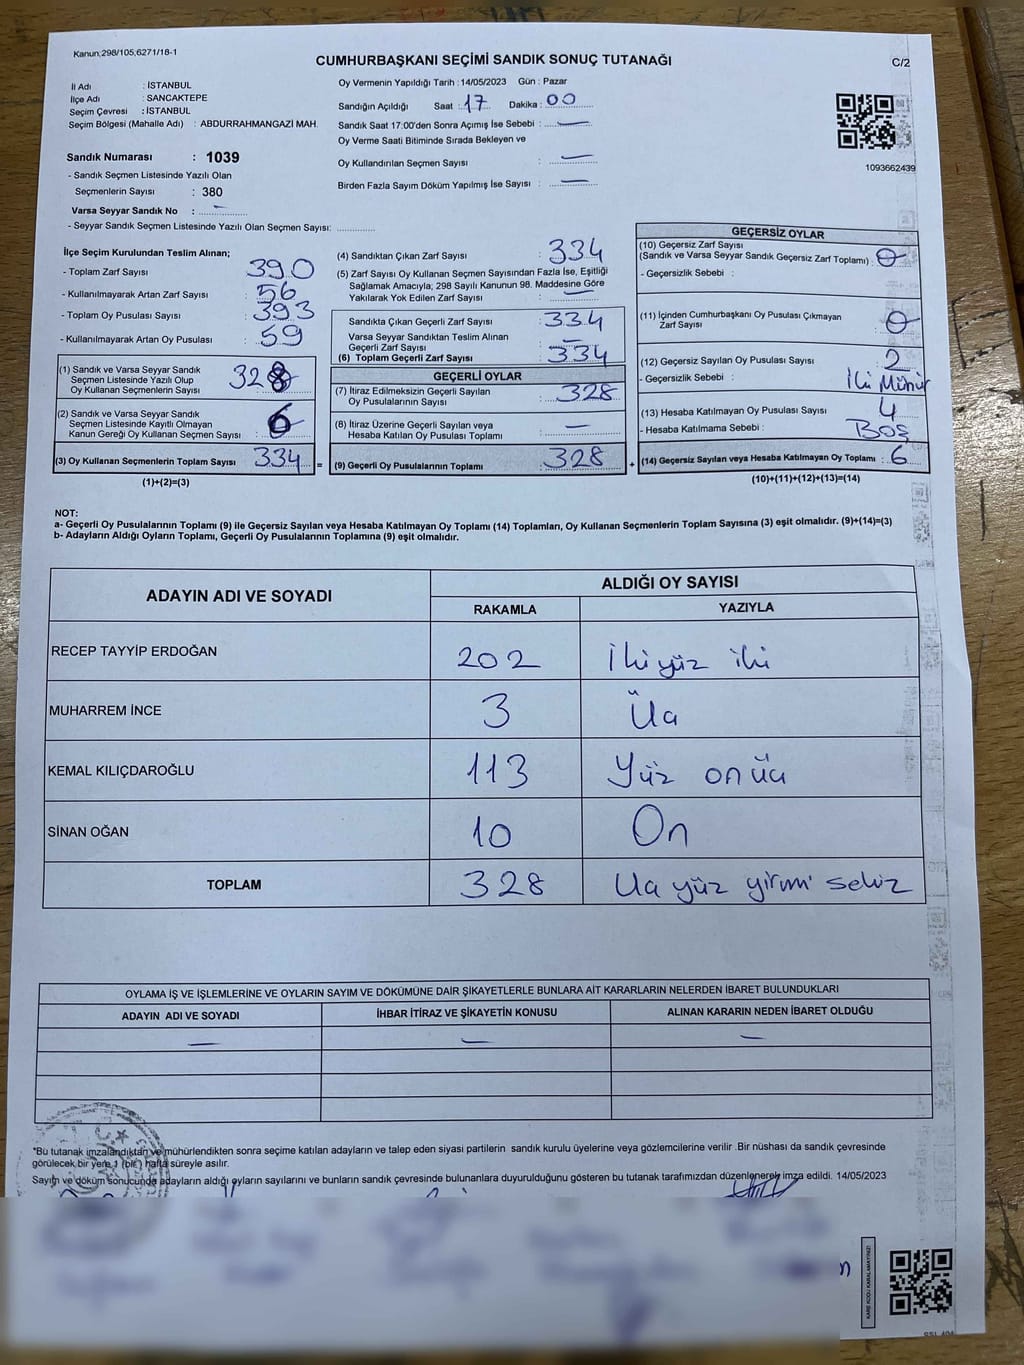 Kanun;298/105,6271/18-1
CUMHURBAŞKANI SEÇİMİ SANDIK SONUÇ TUTANAĞI
C/2
İl Adı : İSTANBUL
İlçe Adı : SANCAKTEPE
Seçim Çevresi : İSTANBUL
Seçim Bölgesi (Mahalle Adı) : ABDURRAHMANGAZİ MAH.
Sandık Numarası : 1039
- Sandık Seçmen Listesinde Yazılı Olan
Seçmenlerin Sayısı : 380
Varsa Seyyar Sandık No : –
- Seyyar Sandık Seçmen Listesinde Yazılı Olan Seçmen Sayısı: ..............
Oy Vermenin Yapıldığı Tarih : 14/05/2023 Gün : Pazar
Sandığın Açıldığı Saat : 17 Dakika : 00
Sandık Saat 17:00'den Sonra Açımış İse Sebebi : —
Oy Verme Saati Bitiminde Sırada Bekleyen ve
Oy Kullandırılan Seçmen Sayısı : —
Birden Fazla Sayım Döküm Yapılmış İse Sayısı : —
1093662439
İlçe Seçim Kurulundan Teslim Alınan;
- Toplam Zarf Sayısı 390
- Kullanılmayarak Artan Zarf Sayısı : 56
- Toplam Oy Pusulası Sayısı : 393
- Kullanılmayarak Artan Oy Pusulası : 59
(1) Sandık ve Varsa Seyyar Sandık
Seçmen Listesinde Yazılı Olup
Oy Kullanan Seçmenlerin Sayısı 328
(2) Sandık ve Varsa Seyyar Sandık
Seçmen Listesinde Kayıtlı Olmayan
Kanun Gereği Oy Kullanan Seçmen Sayısı : 6
(3) Oy Kullanan Seçmenlerin Toplam Sayısı 334 =
(1)+(2)=(3)
(4) Sandıktan Çıkan Zarf Sayısı : 334
(5) Zarf Sayısı Oy Kullanan Seçmen Sayısından Fazla İse, Eşitliği
Sağlamak Amacıyla; 298 Sayılı Kanunun 98. Maddesine Göre
Yakılarak Yok Edilen Zarf Sayısı : —
Sandıkta Çıkan Geçerli Zarf Sayısı : 334
Varsa Seyyar Sandıktan Teslim Alınan
Geçerli Zarf Sayısı : –
(6) Toplam Geçerli Zarf Sayısı : 334
GEÇERLİ OYLAR
(7) İtiraz Edilmeksizin Geçerli Sayılan
Oy Pusulalarının Sayısı : 328
(8) İtiraz Üzerine Geçerli Sayılan veya
Hesaba Katılan Oy Pusulası Toplamı : —
(9) Geçerli Oy Pusulalarının Toplamı : 328 +
GEÇERSİZ OYLAR
(10) Geçersiz Zarf Sayısı
(Sandık ve Varsa Seyyar Sandık Geçersiz Zarf Toplamı) : 0
- Geçersizlik Sebebi :
(11) İçinden Cumhurbaşkanı Oy Pusulası Çıkmayan
Zarf Sayısı : 0
(12) Geçersiz Sayılan Oy Pusulası Sayısı : 2
- Geçersizlik Sebebi : İki Mühür
(13) Hesaba Katılmayan Oy Pusulası Sayısı : 4
- Hesaba Katılmama Sebebi : Boş
(14) Geçersiz Sayılan veya Hesaba Katılmayan Oy Toplamı : 6
(10)+(11)+(12)+(13)=(14)
NOT:
a- Geçerli Oy Pusulalarının Toplamı (9) ile Geçersiz Sayılan veya Hesaba Katılmayan Oy Toplamı (14) Toplamları, Oy Kullanan Seçmenlerin Toplam Sayısına (3) eşit olmalıdır. (9)+(14)=(3)
b- Adayların Aldığı Oyların Toplamı, Geçerli Oy Pusulalarının Toplamına (9) eşit olmalıdır.
ADAYIN ADI VE SOYADI
ALDIĞI OY SAYISI
RAKAMLA YAZIYLA
RECEP TAYYİP ERDOĞAN 202 İkiyüz iki
MUHARREM İNCE 3 Üç
KEMAL KILIÇDAROĞLU 113 Yüz onüç
SİNAN OĞAN 10 On
TOPLAM 328 Üç yüz yirmi sekiz
OYLAMA İŞ VE İŞLEMLERİNE VE OYLARIN SAYIM VE DÖKÜMÜNE DAİR ŞİKAYETLERLE BUNLARA AİT KARARLARIN NELERDEN İBARET BULUNDUKLARI
ADAYIN ADI VE SOYADI İHBAR İTİRAZ VE ŞİKAYETİN KONUSU ALINAN KARARIN NEDEN İBARET OLDUĞU
— — —
*Bu tutanak imzalandıktan ve mühürlendikten sonra seçime katılan adayların ve talep eden siyasi partilerin sandık kurulu üyelerine veya gözlemcilerine verilir .Bir nüshası da sandık çevresinde
görülecek bir yere 1 (bir ) hafta süreyle asılır.
Sayım ve döküm sonucunda adayların aldığı oyların sayılarını ve bunların sandık çevresinde bulunanlara duyurulduğunu gösteren bu tutanak tarafımızdan düzenlenerek imza edildi. 14/05/2023
KARE KODU KARALAMAYINIZ!